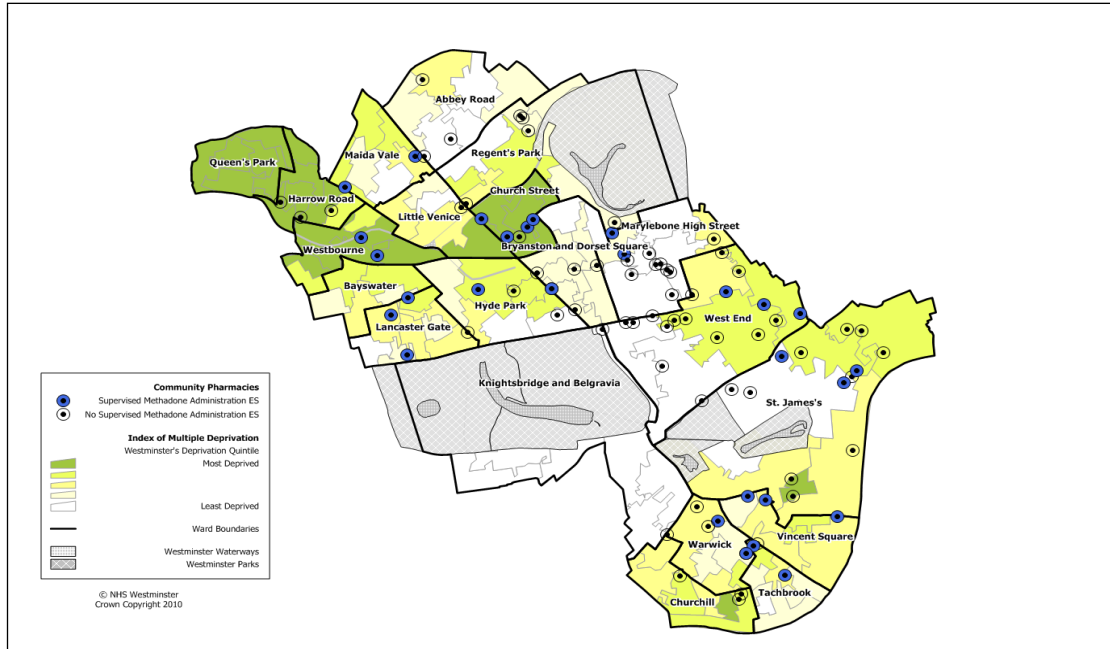 Abbey Road
Regent's Park
Maida Vale
Queen's Park
Church Street
Harrow Road
Little Venice
Marylebone High Street
Westbourne
Bryanston and Dorset Square
Bayswater
Hyde Park
West End
Lancaster Gate
Knightsbridge and Belgravia
St. James's
Vincent Square
Warwick
Tachbrook
Churchill
Community Pharmacies
Supervised Methadone Administration ES
No Supervised Methadone Administration ES
Index of Multiple Deprivation
Westminster's Deprivation Quintile
Most Deprived
Least Deprived
Ward Boundaries
Westminster Waterways
Westminster Parks
© NHS Westminster
Crown Copyright 2010